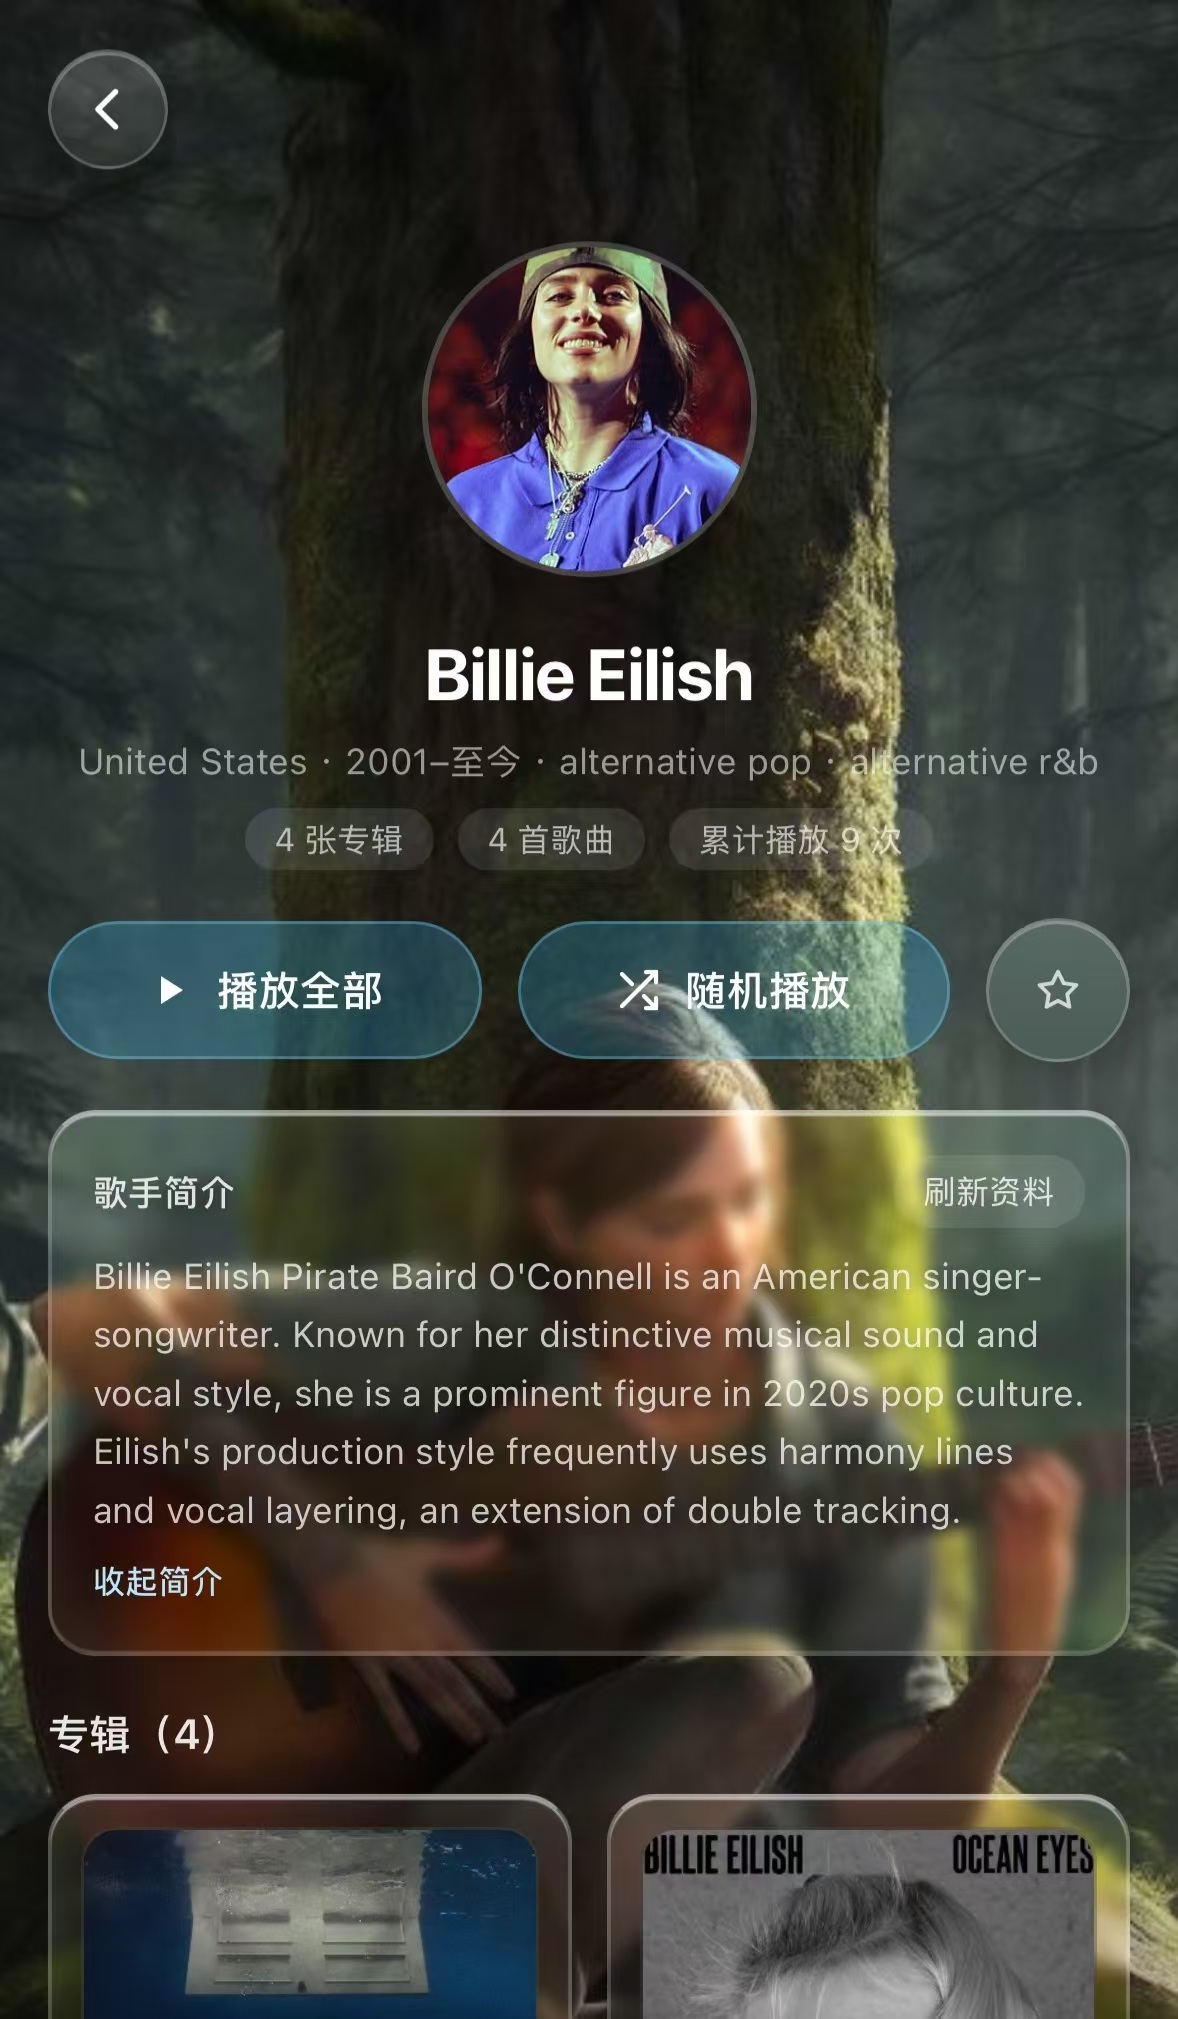 Billie Eilish
United States · 2001–至今 · alternative pop · alternative r&b
4 张专辑 4 首歌曲 累计播放 9 次
播放全部 随机播放
歌手简介 刷新资料
Billie Eilish Pirate Baird O'Connell is an American singer-
songwriter. Known for her distinctive musical sound and
vocal style, she is a prominent figure in 2020s pop culture.
Eilish's production style frequently uses harmony lines
and vocal layering, an extension of double tracking.
收起简介
专辑（4）
BILLIE EILISH OCEAN EYES